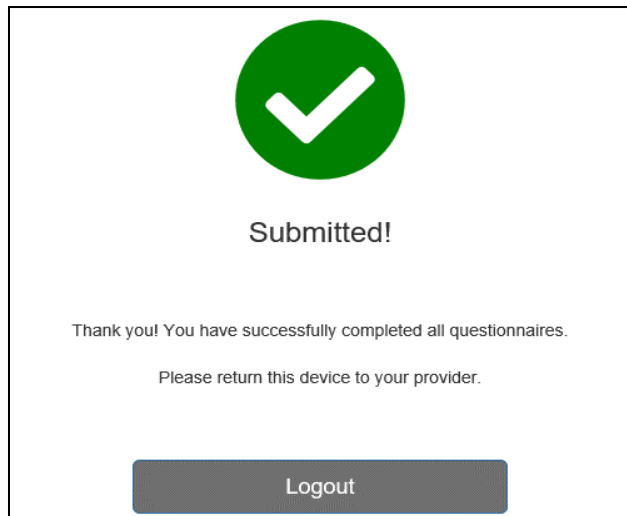 Submitted!
Thank you! You have successfully completed all questionnaires.
Please return this device to your provider.
Logout